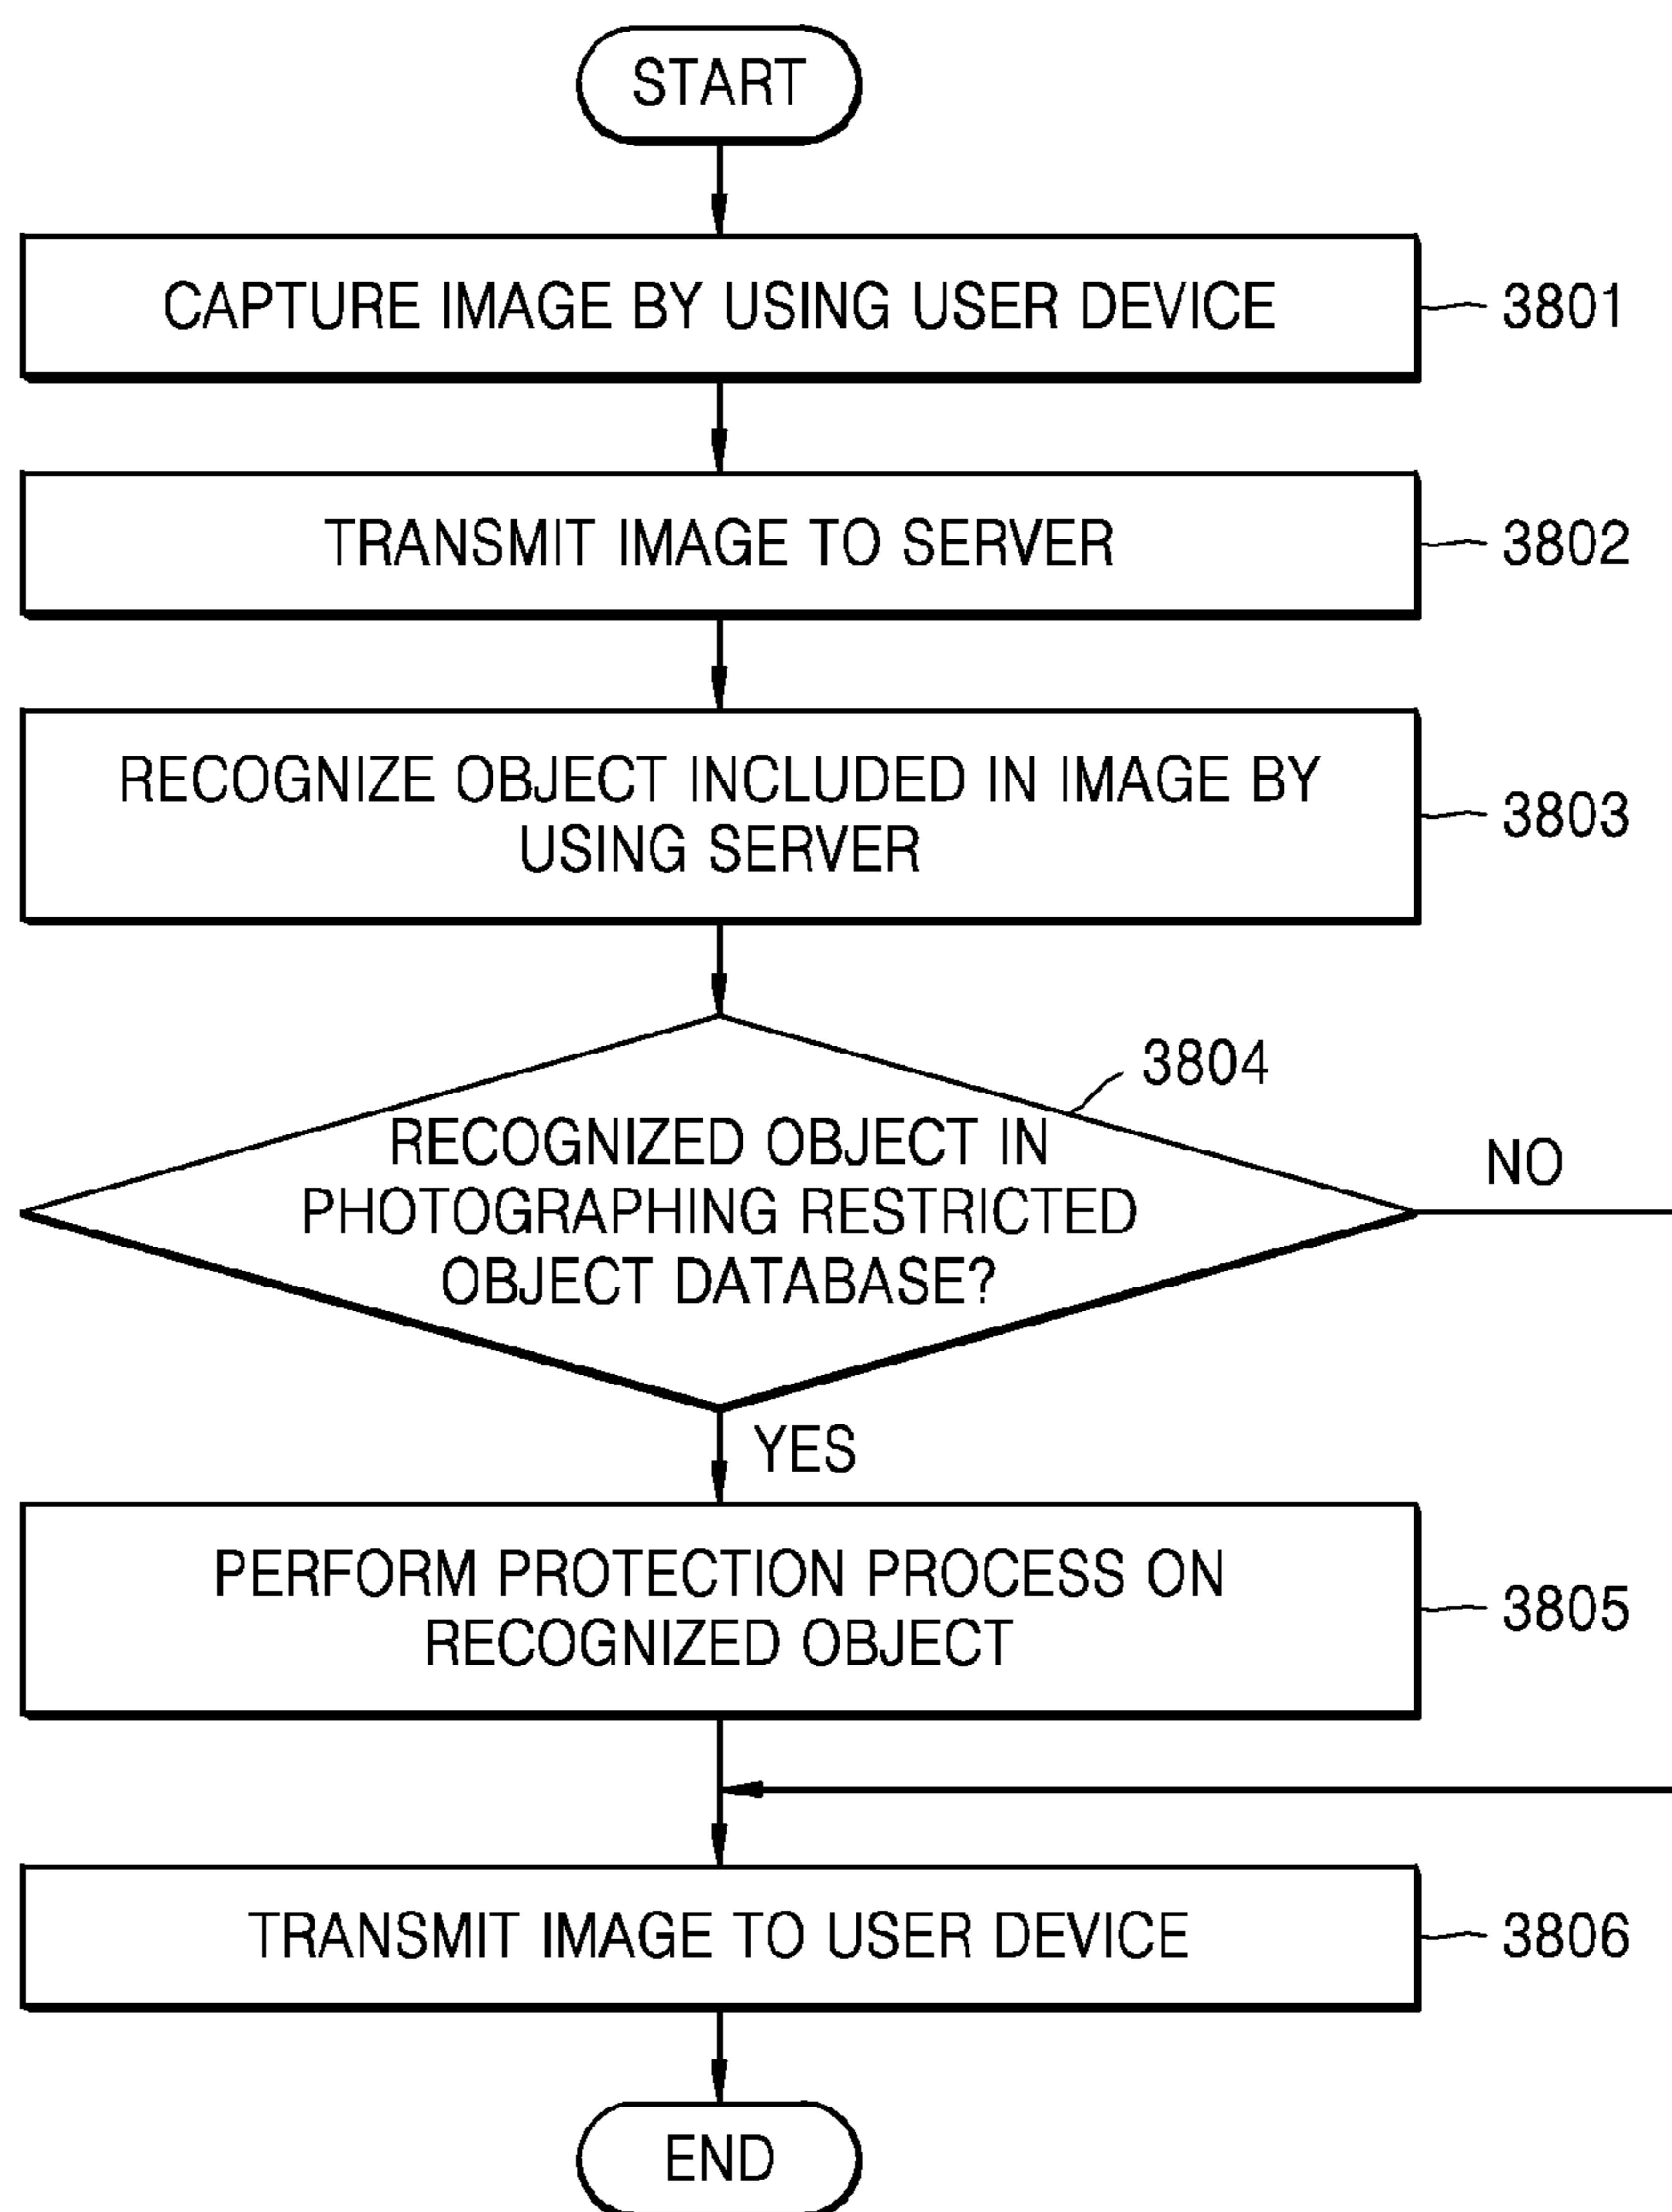 START
CAPTURE IMAGE BY USING USER DEVICE
3801
TRANSMIT IMAGE TO SERVER
3802
RECOGNIZE OBJECT INCLUDED IN IMAGE BY
USING SERVER
3803
3804
RECOGNIZED OBJECT IN
PHOTOGRAPHING RESTRICTED
OBJECT DATABASE?
NO
YES
PERFORM PROTECTION PROCESS ON
RECOGNIZED OBJECT
3805
TRANSMIT IMAGE TO USER DEVICE
3806
END